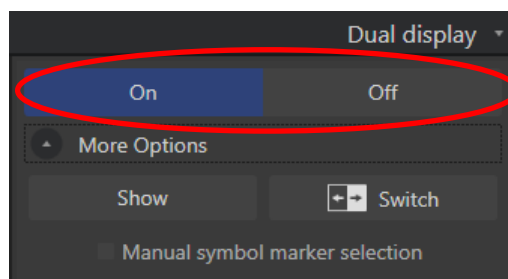 Dual display
On Off
More Options
Show Switch
Manual symbol marker selection